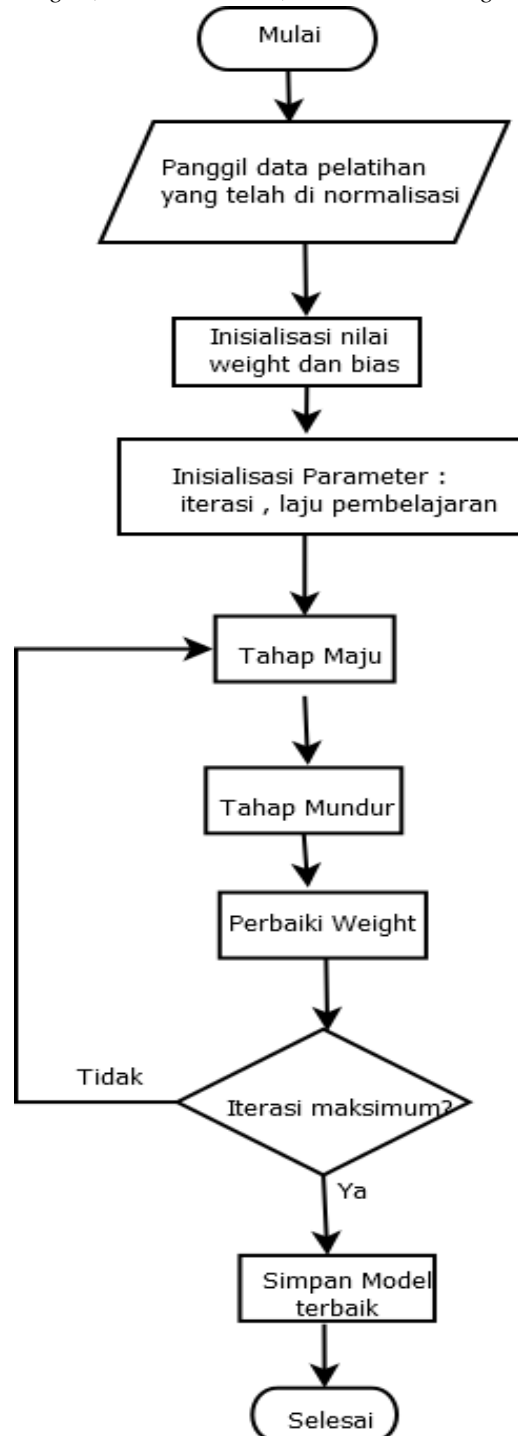 Mulai
Panggil data pelatihan
yang telah di normalisasi
Inisialisasi nilai
weight dan bias
Inisialisasi Parameter :
iterasi , laju pembelajaran
Tahap Maju
Tahap Mundur
Perbaiki Weight
Tidak
Iterasi maksimum?
Ya
Simpan Model
terbaik
Selesai